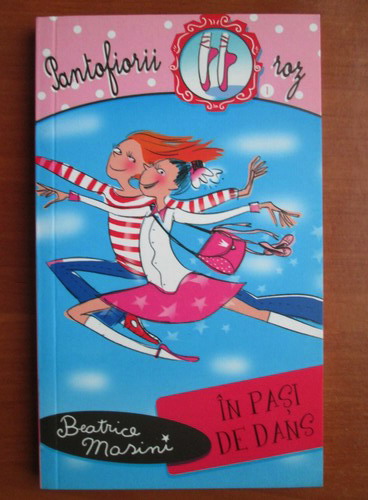 Pantofiorii roz
1
ÎN PAȘI
DE DANS
Beatrice
Masini